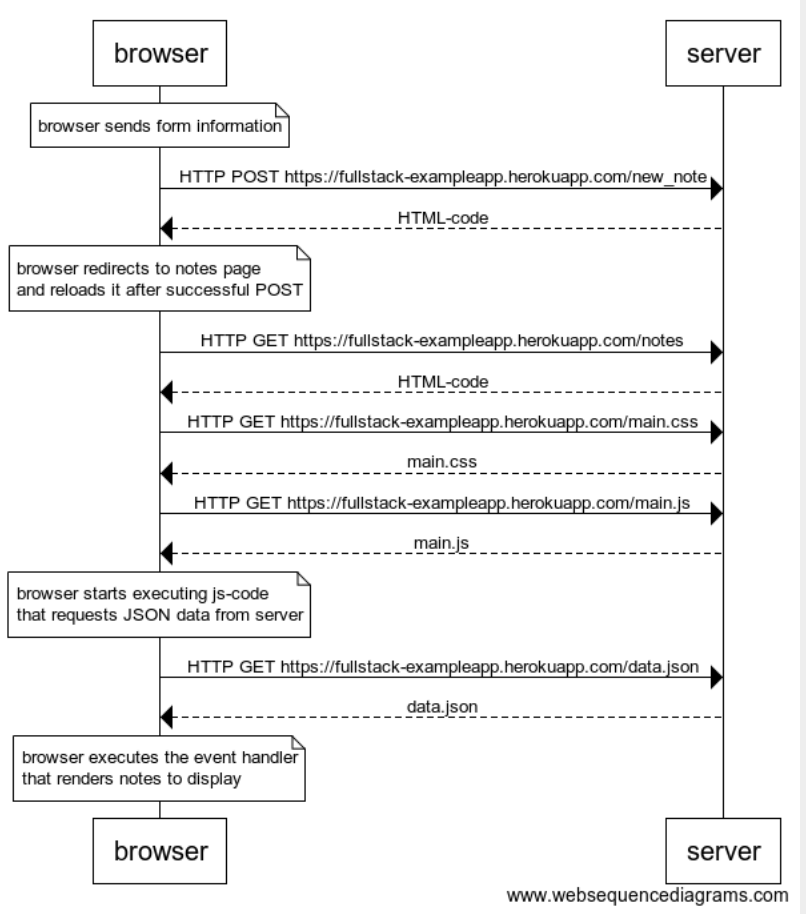 browser
server
browser sends form information
HTTP POST https://fullstack-exampleapp.herokuapp.com/new_note
HTML-code
browser redirects to notes page
and reloads it after successful POST
HTTP GET https://fullstack-exampleapp.herokuapp.com/notes
HTML-code
HTTP GET https://fullstack-exampleapp.herokuapp.com/main.css
main.css
HTTP GET https://fullstack-exampleapp.herokuapp.com/main.js
main.js
browser starts executing js-code
that requests JSON data from server
HTTP GET https://fullstack-exampleapp.herokuapp.com/data.json
data.json
browser executes the event handler
that renders notes to display
browser
server
www.websequencediagrams.com